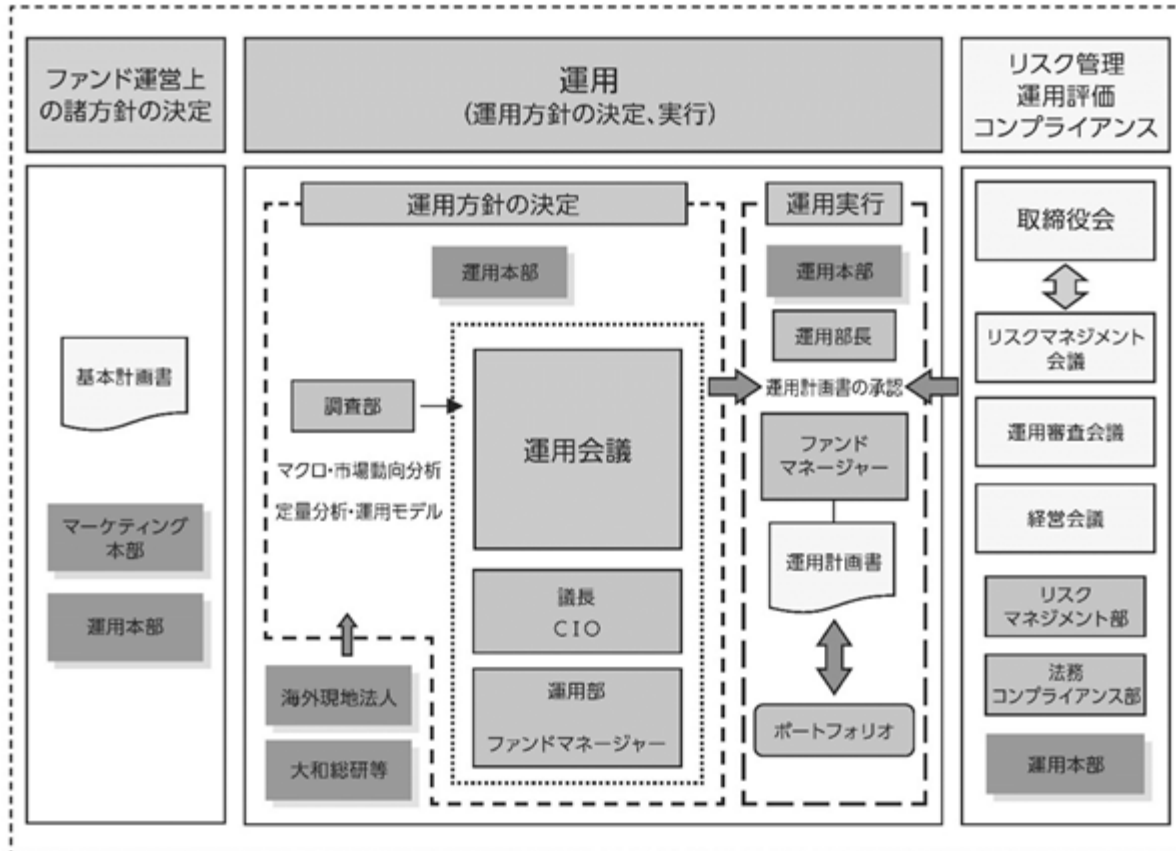 ファンド運営上
の諸方針の決定
運用
(運用方針の決定、実行)
リスク管理
運用評価
コンプライアンス
基本計画書
マーケティング
本部
運用本部
運用方針の決定
運用本部
調査部
マクロ・市場動向分析
定量分析・運用モデル
運用会議
議長
CIO
運用部
ファンドマネージャー
海外現地法人
大和総研等
運用実行
運用本部
運用部長
運用計画書の承認
ファンド
マネージャー
運用計画書
ポートフォリオ
取締役会
リスクマネジメント
会議
運用審査会議
経営会議
リスク
マネジメント部
法務
コンプライアンス部
運用本部